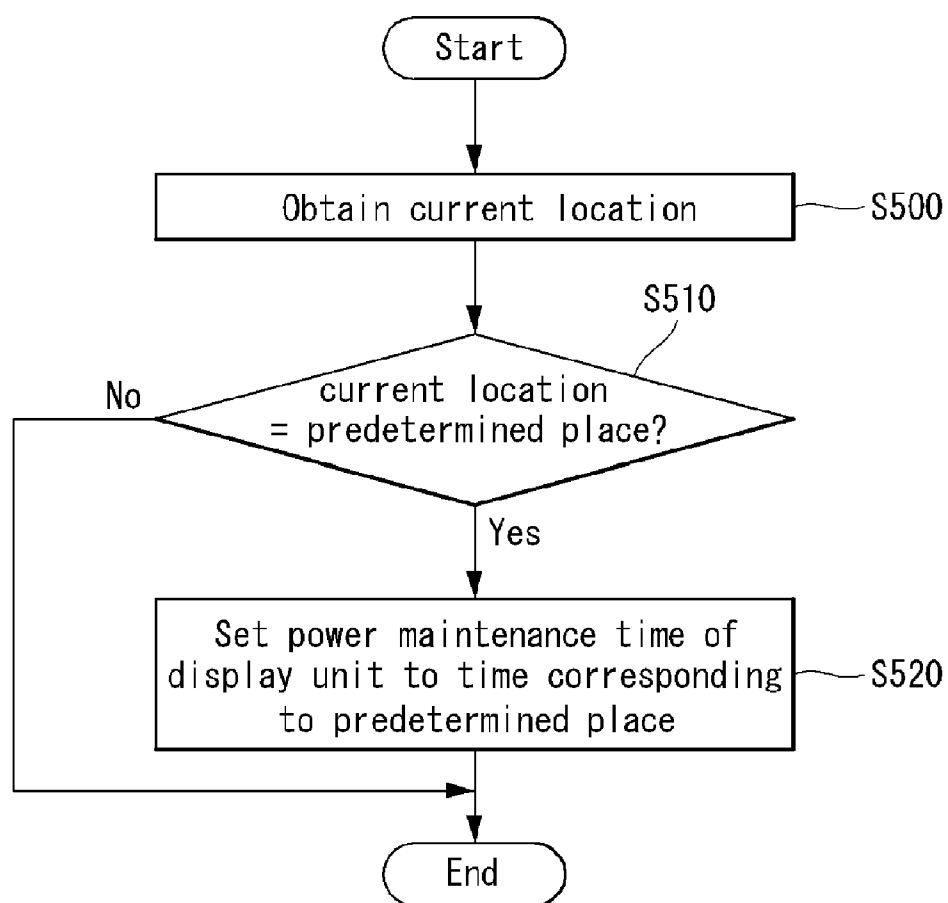 Start
Obtain current location
S500
S510
current location
= predetermined place?
No
Yes
Set power maintenance time of
display unit to time corresponding
to predetermined place
S520
End